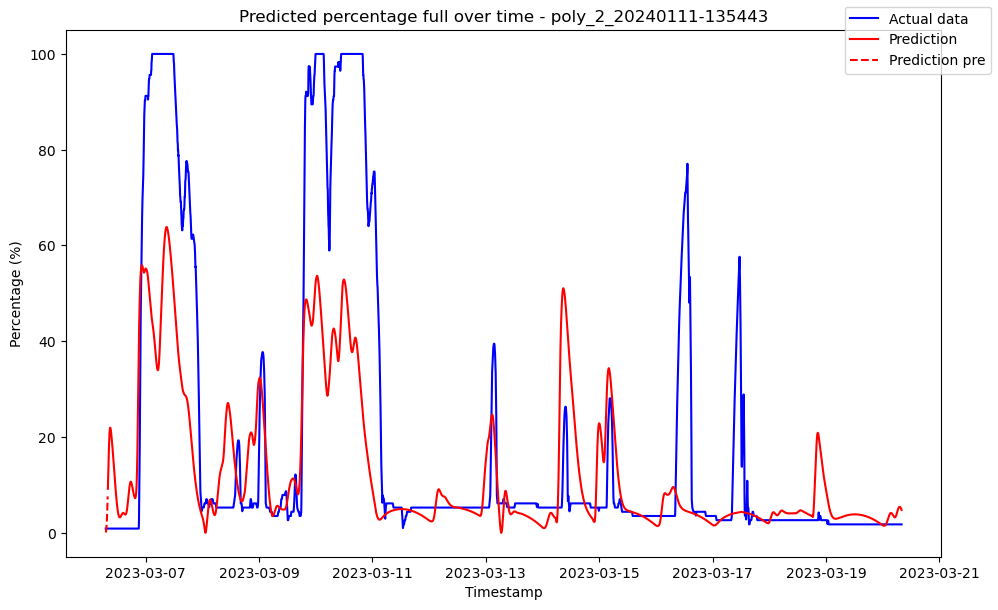 Predicted percentage full over time - poly_2_20240111-135443
Actual data
Prediction
Prediction pre
100
80
60
40
20
0
Percentage (%)
2023-03-07
2023-03-09
2023-03-11
2023-03-13
2023-03-15
2023-03-17
2023-03-19
2023-03-21
Timestamp